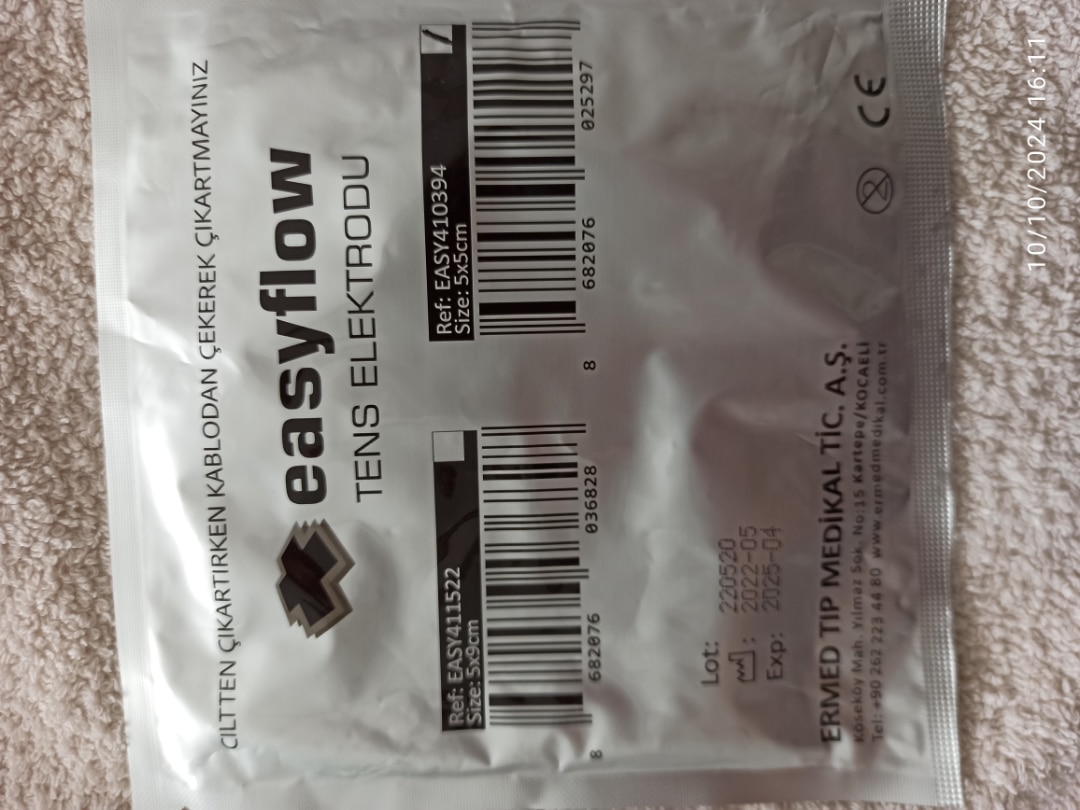 CILTTEN ÇIKARTIRKEN KABLODAN ÇEKEREK ÇIKARTMAYINIZ
easyflow
TENS ELEKTRODU
Ref: EASY411522
Size: 5x9cm
8 682076 036828
Ref: EASY410394
Size: 5x5cm
8 682076 025297
Lot: 220520
: 2022-05
Exp: 2025-04
ERMED TIP MEDİKAL TİC. A.Ş.
Köseköy Mah. Yılmaz Sok. No:15 Kartepe/KOCAELİ
Tel: +90 262 223 44 80 www.ermedmedikal.com.tr
2
CE
10/10/2024 16:11